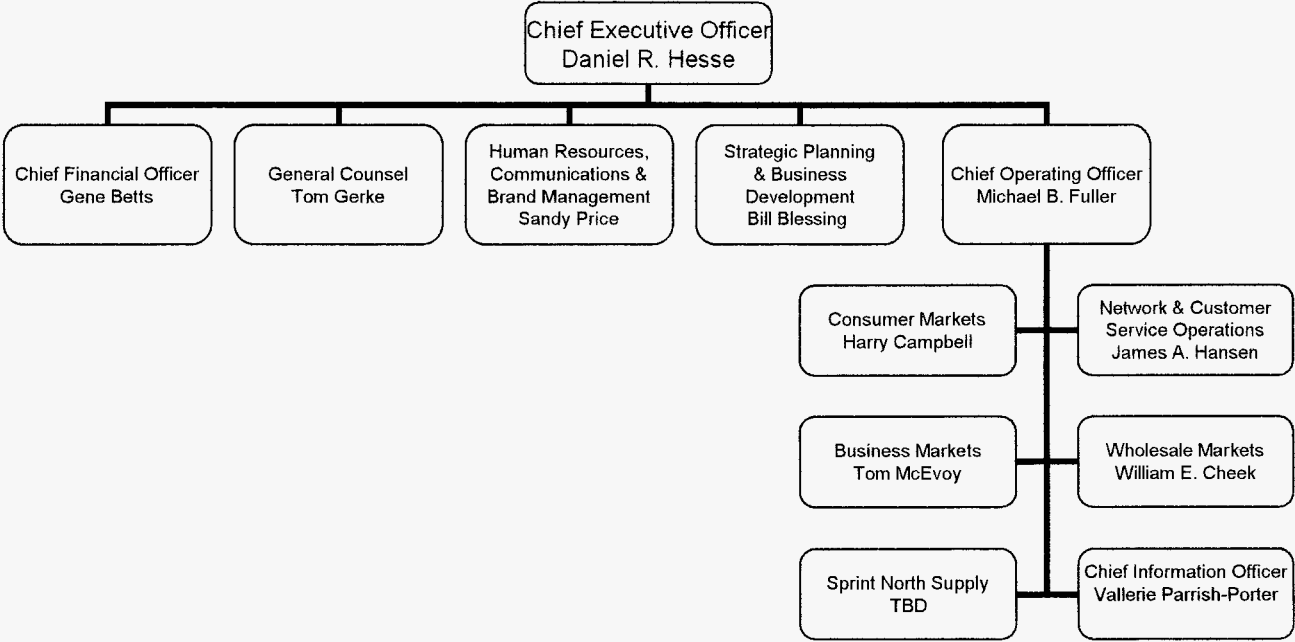 Chief Executive Officer
Daniel R. Hesse
Chief Financial Officer
Gene Betts
General Counsel
Tom Gerke
Human Resources,
Communications &
Brand Management
Sandy Price
Strategic Planning
& Business
Development
Bill Blessing
Chief Operating Officer
Michael B. Fuller
Consumer Markets
Harry Campbell
Network & Customer
Service Operations
James A. Hansen
Business Markets
Tom McEvoy
Wholesale Markets
William E. Cheek
Sprint North Supply
TBD
Chief Information Officer
Vallerie Parrish-Porter